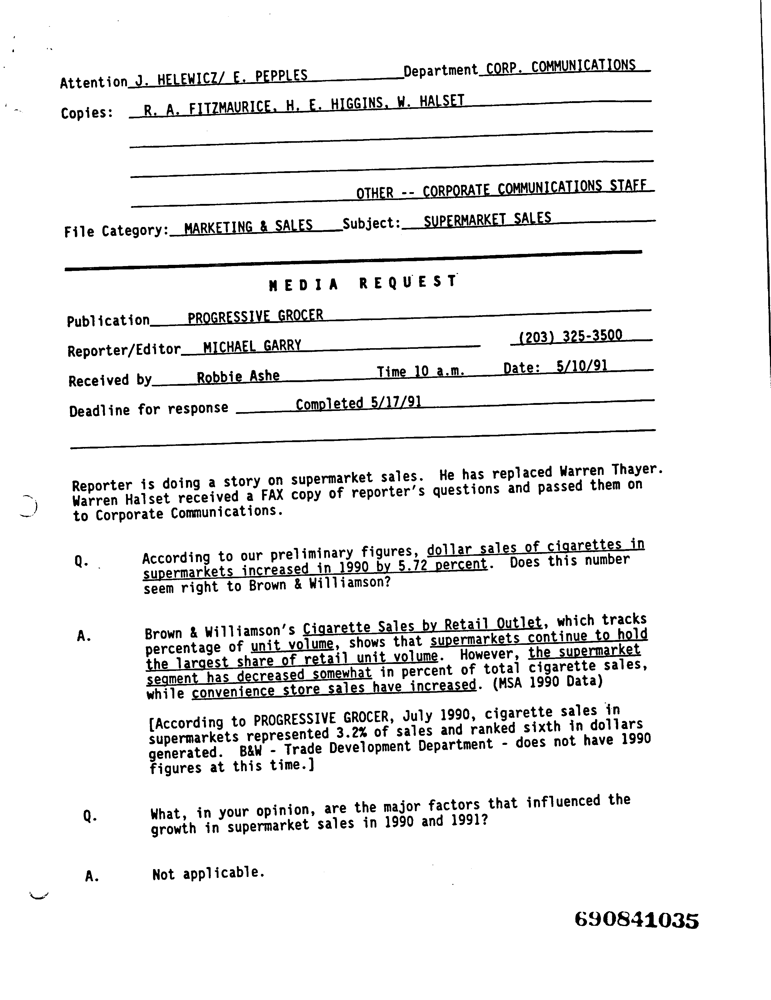 Attention J. HELEWICZ/ E. PEPPLES Department CORP. COMMUNICATIONS
Copies: R. A. FITZMAURICE, H. E. HIGGINS, W. HALSET
OTHER -- CORPORATE COMMUNICATIONS STAFF
File Category: MARKETING & SALES Subject: SUPERMARKET SALES
MEDIA REQUEST
Publication PROGRESSIVE GROCER
Reporter/Editor MICHAEL GARRY (203) 325-3500
Received by Robbie Ashe Time 10 a.m. Date: 5/10/91
Deadline for response Completed 5/17/91
Reporter is doing a story on supermarket sales. He has replaced Warren Thayer.
Warren Halset received a FAX copy of reporter's questions and passed them on
to Corporate Communications.
Q. According to our preliminary figures, dollar sales of cigarettes in
supermarkets increased in 1990 by 5.72 percent. Does this number
seem right to Brown & Williamson?
A. Brown & Williamson's Cigarette Sales by Retail Outlet, which tracks
percentage of unit volume, shows that supermarkets continue to hold
the largest share of retail unit volume. However, the supermarket
segment has decreased somewhat in percent of total cigarette sales,
while convenience store sales have increased. (MSA 1990 Data)
[According to PROGRESSIVE GROCER, July 1990, cigarette sales in
supermarkets represented 3.2% of sales and ranked sixth in dollars
generated. B&W - Trade Development Department - does not have 1990
figures at this time.]
Q. What, in your opinion, are the major factors that influenced the
growth in supermarket sales in 1990 and 1991?
A. Not applicable.
690841035